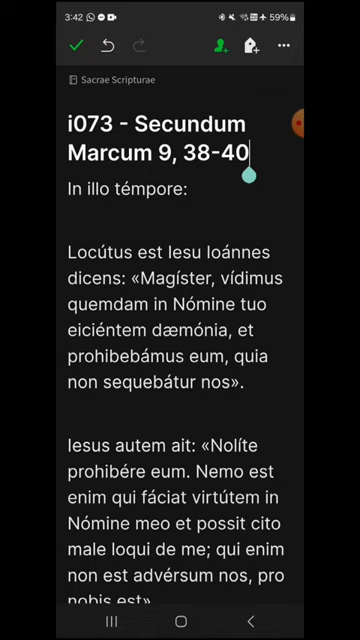 3:42
59%
Sacrae Scripturae
i073 - Secundum
Marcum 9, 38-40
In illo témpore:
Locútus est Iesu Ioánnes
dicens: «Magíster, vídimus
quemdam in Nómine tuo
eiciéntem dæmónia, et
prohibebámus eum, quia
non sequebátur nos».
Iesus autem ait: «Nolíte
prohibére eum. Nemo est
enim qui fáciat virtútem in
Nómine meo et possit cito
male loqui de me; qui enim
non est advérsum nos, pro
nobis est»